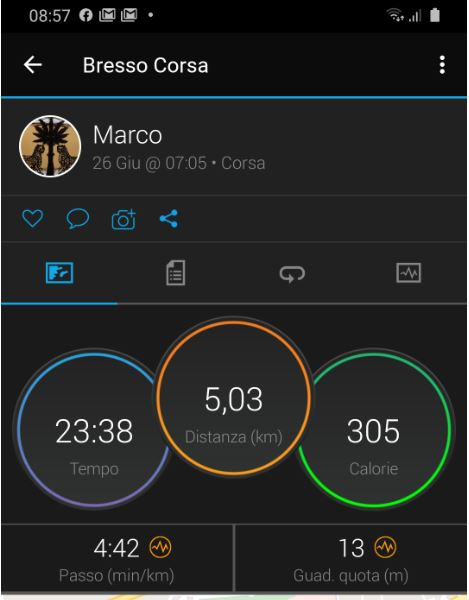 08:57
Bresso Corsa
Marco
26 Giu @ 07:05 • Corsa
5,03
Distanza (km)
23:38
Tempo
305
Calorie
4:42
Passo (min/km)
13
Guad. quota (m)